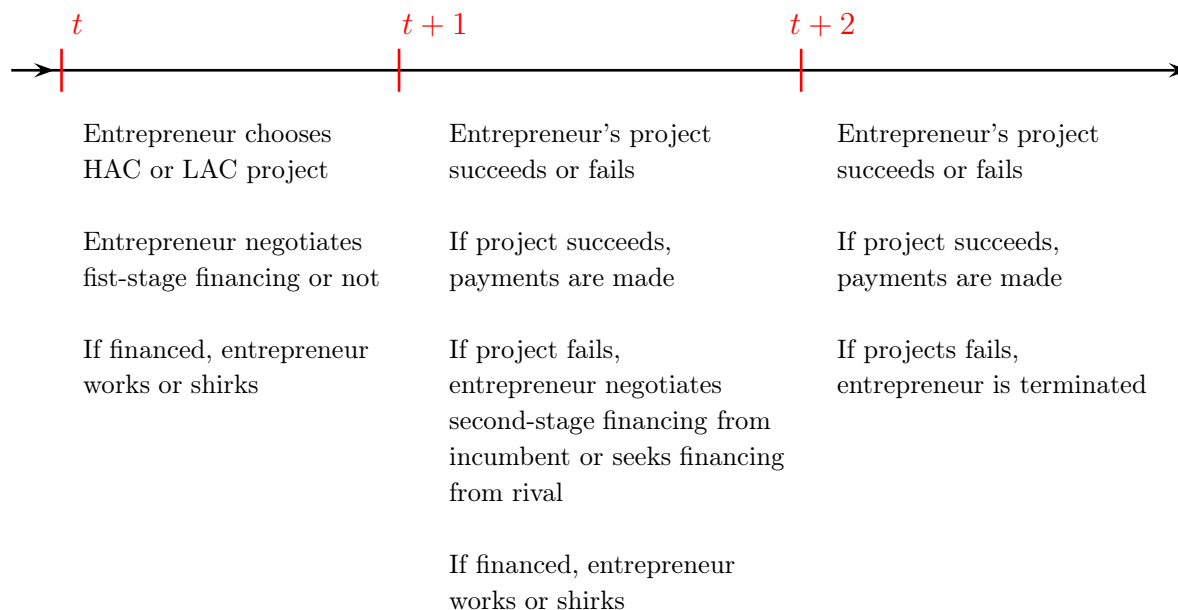 t
t + 1
t + 2
Entrepreneur chooses
HAC or LAC project
Entrepreneur negotiates
fist-stage financing or not
If financed, entrepreneur
works or shirks
Entrepreneur's project
succeeds or fails
If project succeeds,
payments are made
If project fails,
entrepreneur negotiates
second-stage financing from
incumbent or seeks financing
from rival
If financed, entrepreneur
works or shirks
Entrepreneur's project
succeeds or fails
If project succeeds,
payments are made
If projects fails,
entrepreneur is terminated